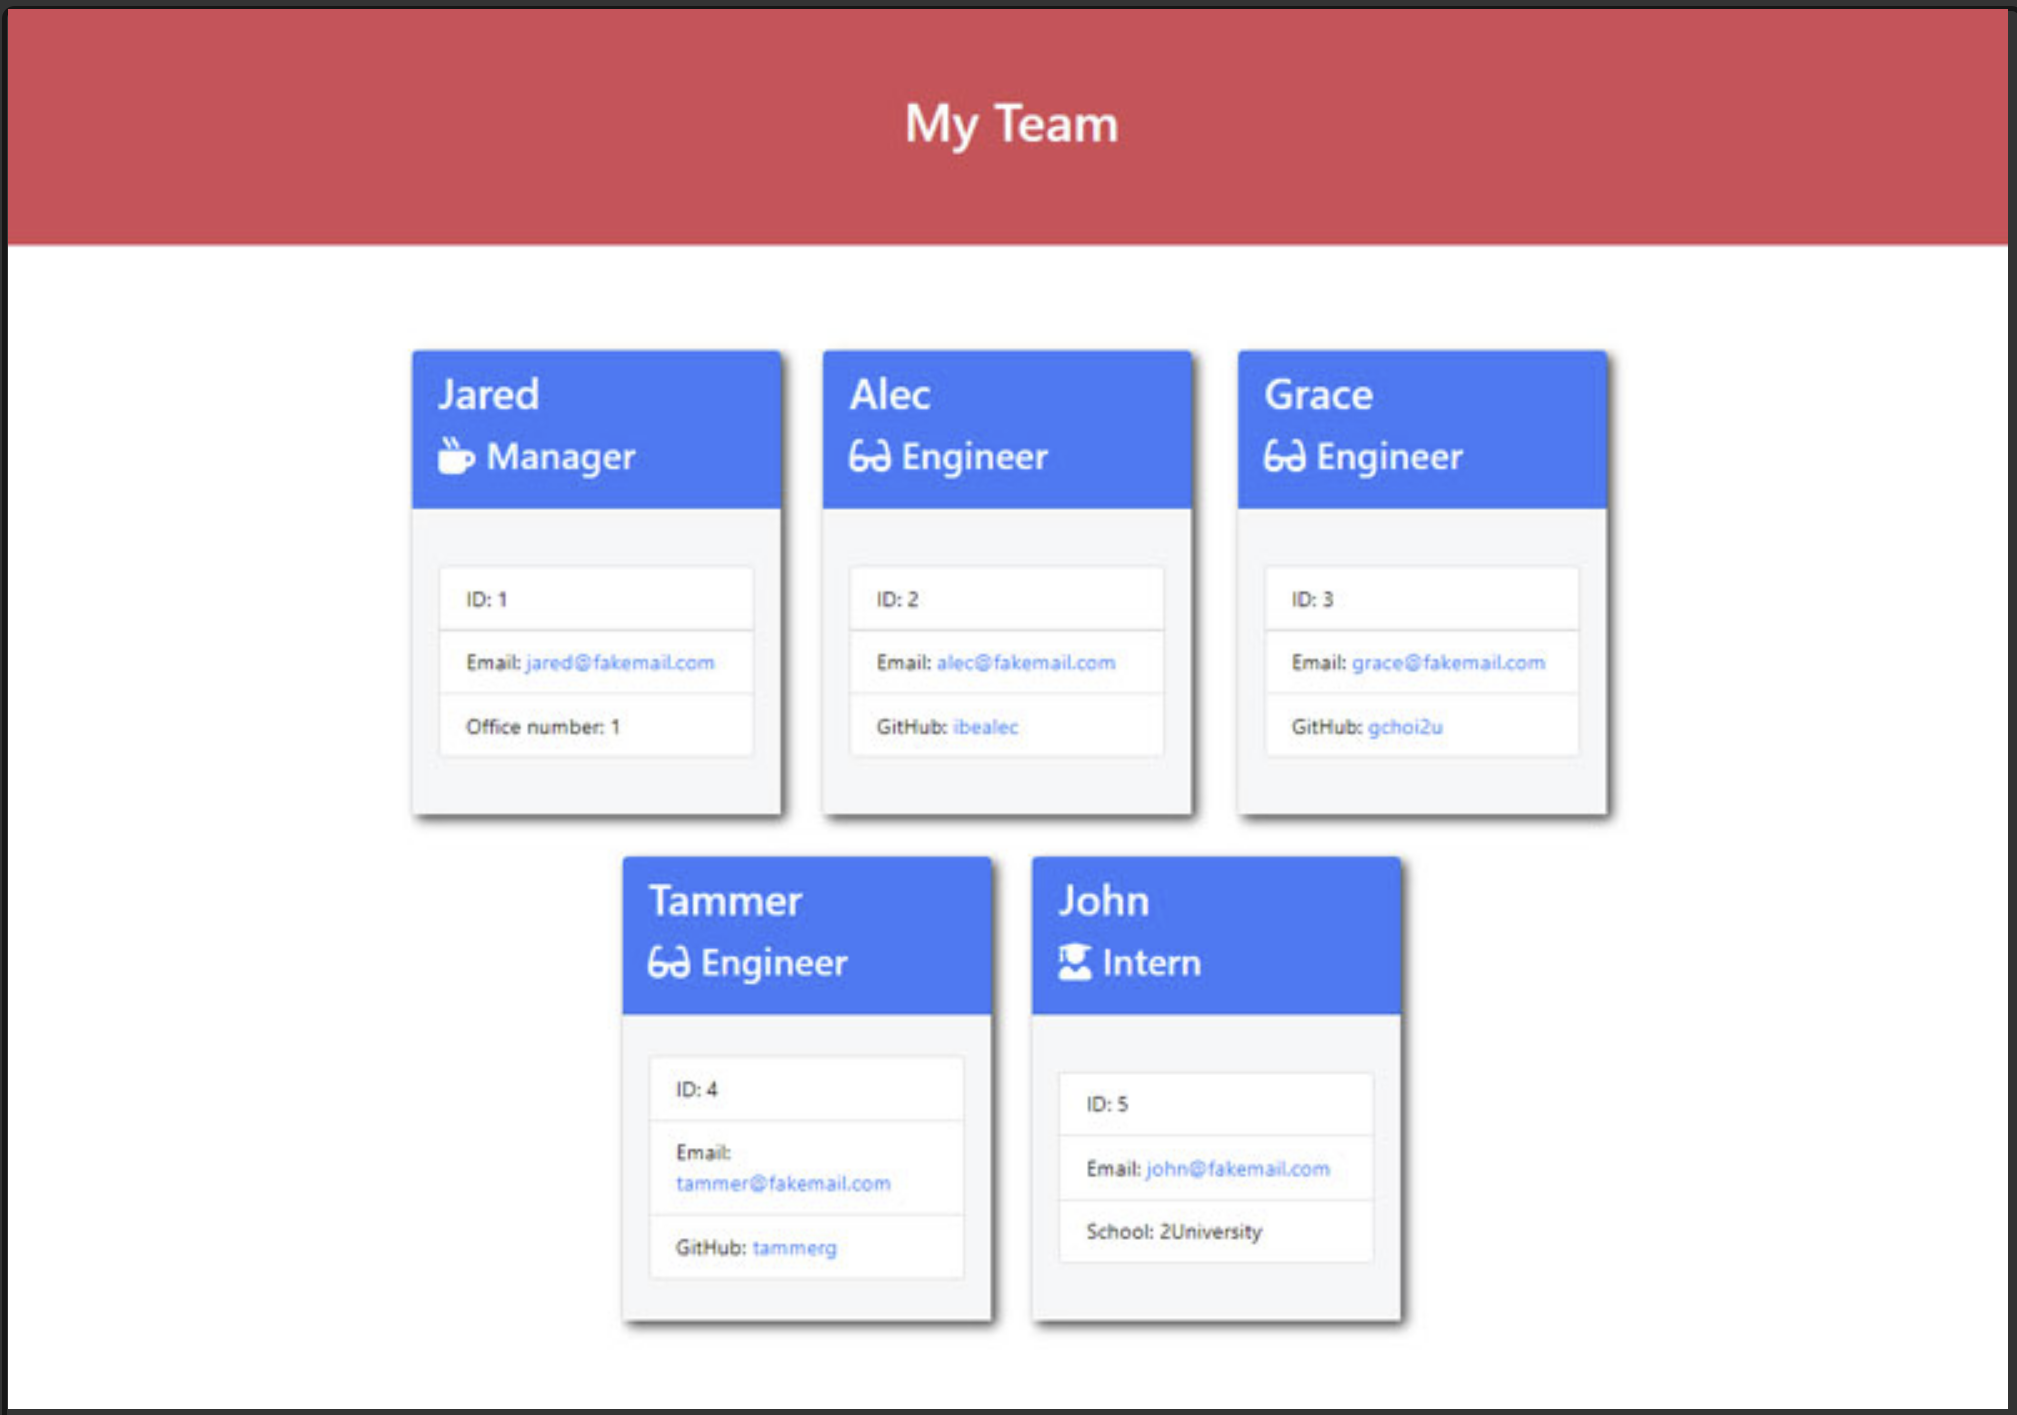 My Team
Jared
Manager
ID: 1
Email: jared@fakemail.com
Office number: 1
Alec
Engineer
ID: 2
Email: alec@fakemail.com
GitHub: ibealec
Grace
Engineer
ID: 3
Email: grace@fakemail.com
GitHub: gchoi2u
Tammer
Engineer
ID: 4
Email:
tammer@fakemail.com
GitHub: tammerg
John
Intern
ID: 5
Email: john@fakemail.com
School: 2University